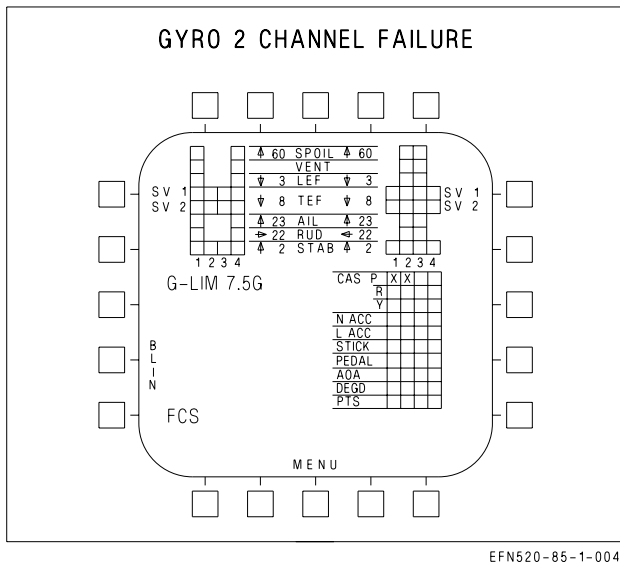 GYRO 2 CHANNEL FAILURE
60 SPOIL 60
VENT
3 LEF 3
SV 1 8 TEF 8 SV 1
SV 2 SV 2
23 AIL 23
22 RUD 22
2 STAB 2
1 2 3 4 1 2 3 4
G-LIM 7.5G
CAS P X X
R
Y
N ACC
L ACC
STICK
PEDAL
AOA
DEGD
PTS
BLIN
FCS
MENU
EFN520-85-1-004